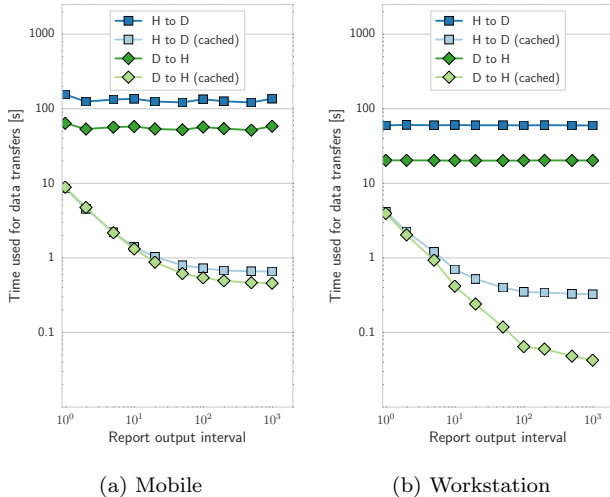 H to D
H to D (cached)
D to H
D to H (cached)
1000
100
10
1
0.1
Time used for data transfers [s]
10^0
10^1
10^2
10^3
Report output interval
(a) Mobile
H to D
H to D (cached)
D to H
D to H (cached)
1000
100
10
1
0.1
Time used for data transfers [s]
10^0
10^1
10^2
10^3
Report output interval
(b) Workstation